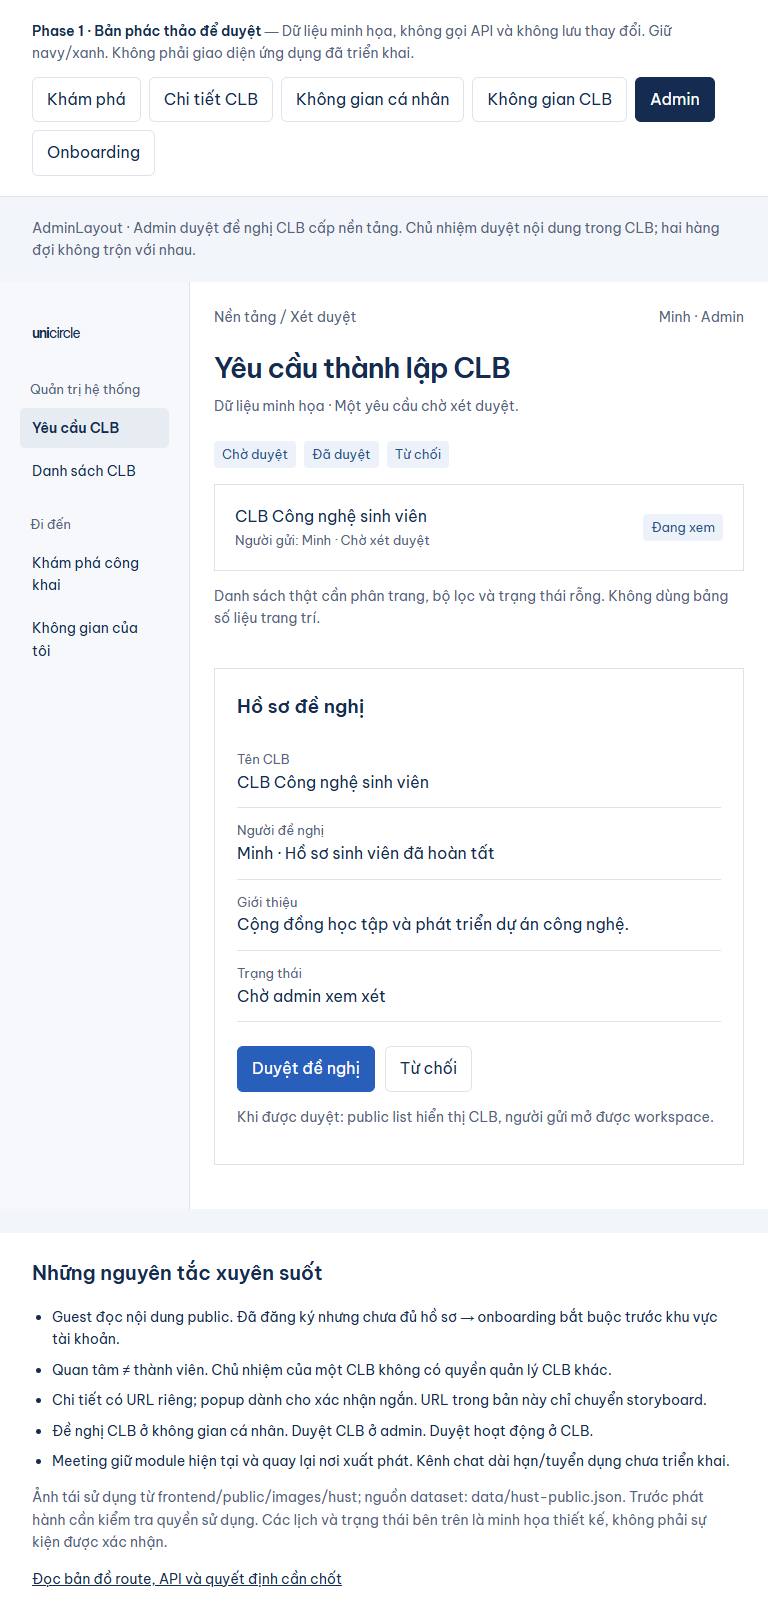 Phase 1 · Bản phác thảo để duyệt — Dữ liệu minh họa, không gọi API và không lưu thay đổi. Giữ
navy/xanh. Không phải giao diện ứng dụng đã triển khai.
Khám phá
Chi tiết CLB
Không gian cá nhân
Không gian CLB
Admin
Onboarding
AdminLayout · Admin duyệt đề nghị CLB cấp nền tảng. Chủ nhiệm duyệt nội dung trong CLB; hai hàng
đợi không trộn với nhau.
unicircle
Quản trị hệ thống
Yêu cầu CLB
Danh sách CLB
Đi đến
Khám phá công
khai
Không gian của
tôi
Nền tảng / Xét duyệt
Minh · Admin
Yêu cầu thành lập CLB
Dữ liệu minh họa · Một yêu cầu chờ xét duyệt.
Chờ duyệt
Đã duyệt
Từ chối
CLB Công nghệ sinh viên
Người gửi: Minh · Chờ xét duyệt
Đang xem
Danh sách thật cần phân trang, bộ lọc và trạng thái rỗng. Không dùng bảng
số liệu trang trí.
Hồ sơ đề nghị
Tên CLB
CLB Công nghệ sinh viên
Người đề nghị
Minh · Hồ sơ sinh viên đã hoàn tất
Giới thiệu
Cộng đồng học tập và phát triển dự án công nghệ.
Trạng thái
Chờ admin xem xét
Duyệt đề nghị
Từ chối
Khi được duyệt: public list hiển thị CLB, người gửi mở được workspace.
Những nguyên tắc xuyên suốt
• Guest đọc nội dung public. Đã đăng ký nhưng chưa đủ hồ sơ → onboarding bắt buộc trước khu vực
tài khoản.
• Quan tâm ≠ thành viên. Chủ nhiệm của một CLB không có quyền quản lý CLB khác.
• Chi tiết có URL riêng; popup dành cho xác nhận ngắn. URL trong bản này chỉ chuyển storyboard.
• Đề nghị CLB ở không gian cá nhân. Duyệt CLB ở admin. Duyệt hoạt động ở CLB.
• Meeting giữ module hiện tại và quay lại nơi xuất phát. Kênh chat dài hạn/tuyển dụng chưa triển khai.
Ảnh tái sử dụng từ frontend/public/images/hust; nguồn dataset: data/hust-public.json. Trước phát
hành cần kiểm tra quyền sử dụng. Các lịch và trạng thái bên trên là minh họa thiết kế, không phải sự
kiện được xác nhận.
Đọc bản đồ route, API và quyết định cần chốt